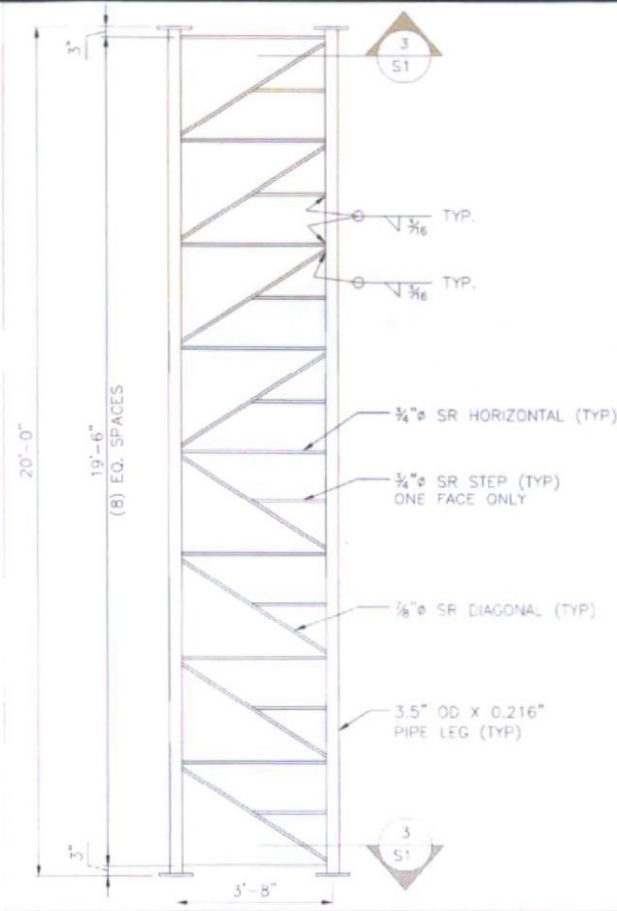 3"
3
S1
3/16 TYP.
3/16 TYP.
20'-0"
19'-6"
(8) EQ. SPACES
3/4"ø SR HORIZONTAL (TYP)
3/4"ø SR STEP (TYP)
ONE FACE ONLY
7/8"ø SR DIAGONAL (TYP)
3.5" OD X 0.216"
PIPE LEG (TYP)
3"
3
S1
3'-8"